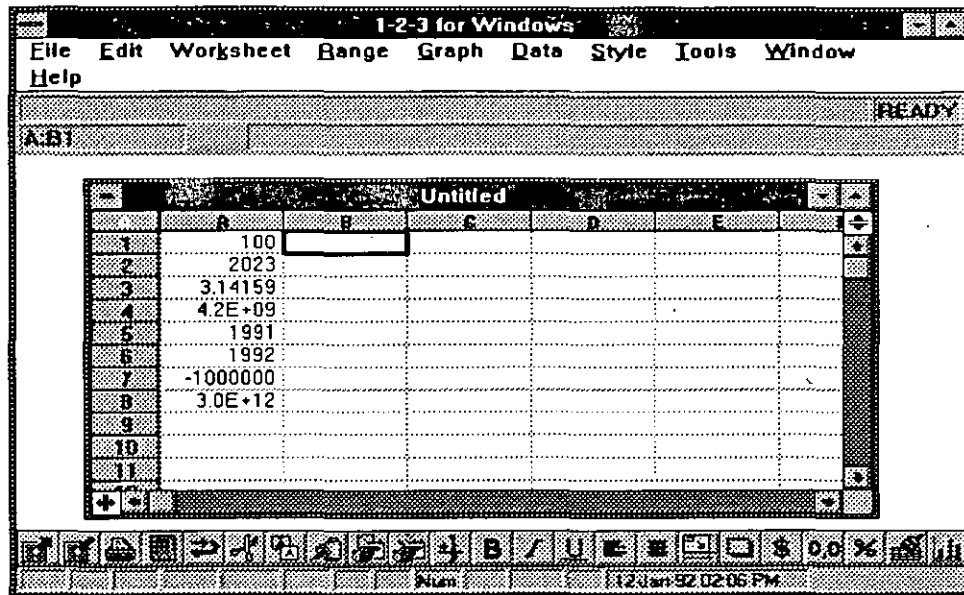 1-2-3 for Windows
File Edit Worksheet Range Graph Data Style Tools Window
Help
READY
A:B1
Untitled
A A B C D E
1 100
2 2023
3 3.14159
4 4.2E+09
5 1991
6 1992
7 -1000000
8 3.0E+12
9
10
11
B I U $ 0,0 %
Num 12-Jan-92 02:06 PM